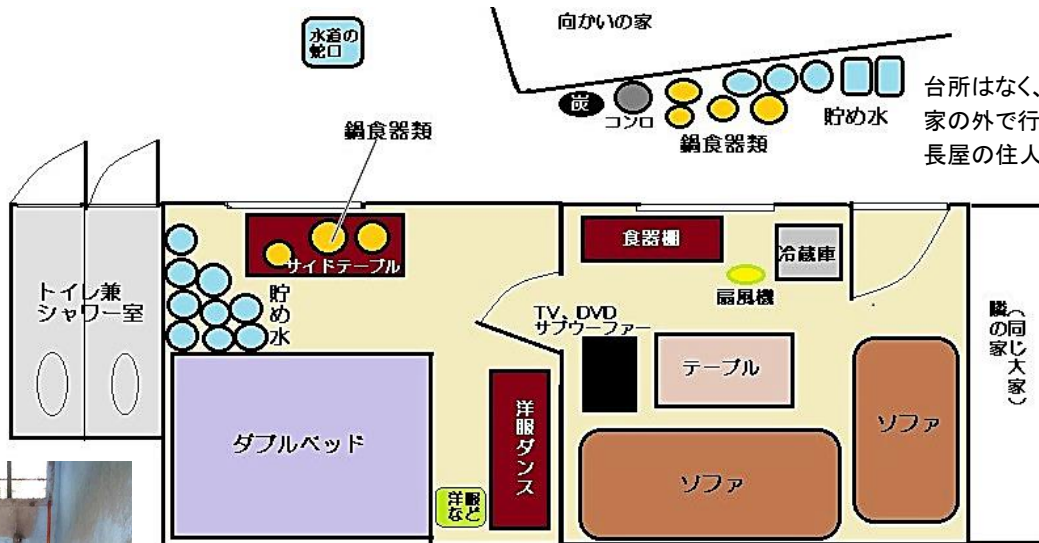 向かいの家
水道の
蛇口
台所はなく、
家の外で行
長屋の住人
炭
コンロ
鍋食器類
貯め水
鍋食器類
サイドテーブル
貯め水
トイレ兼
シャワー室
食器棚
冷蔵庫
扇風機
TV、DVD
サブウーファー
テーブル
ソファ
ソファ
洋服ダンス
洋服
など
ダブルベッド
隣の家
(同じ大家)